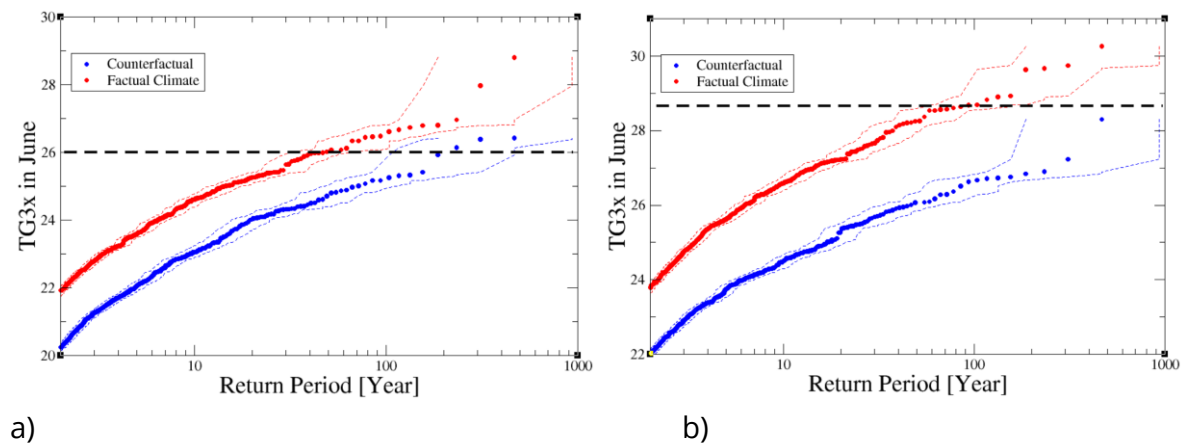 30
28
26
24
22
20
TG3x in June
Counterfactual
Factual Climate
10
100
1000
Return Period [Year]
a)
30
28
26
24
22
TG3x in June
Counterfactual
Factual Climate
10
100
1000
Return Period [Year]
b)